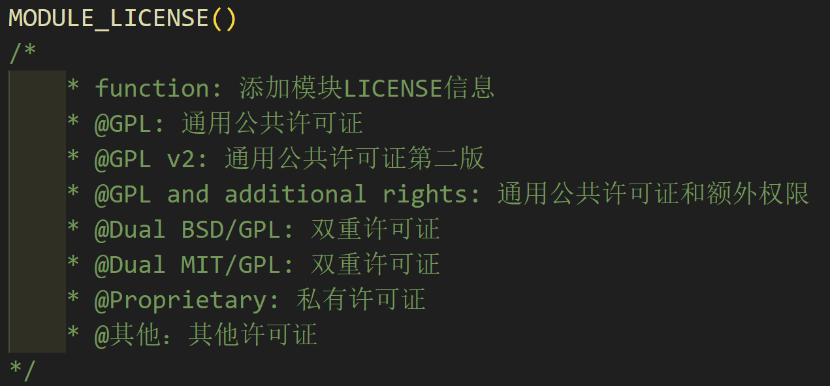 MODULE_LICENSE()
/*
* function: 添加模块LICENSE信息
* @GPL: 通用公共许可证
* @GPL v2: 通用公共许可证第二版
* @GPL and additional rights: 通用公共许可证和额外权限
* @Dual BSD/GPL: 双重许可证
* @Dual MIT/GPL: 双重许可证
* @Proprietary: 私有许可证
* @其他：其他许可证
*/